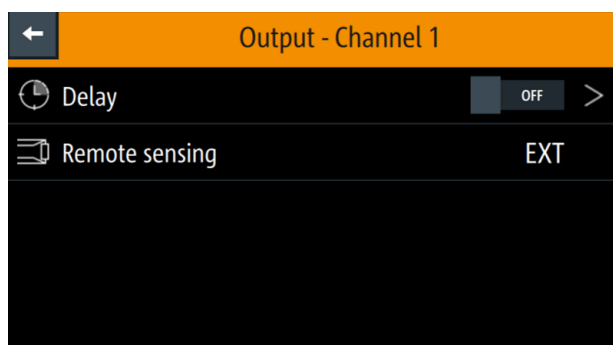 Output - Channel 1
Delay OFF
Remote sensing EXT